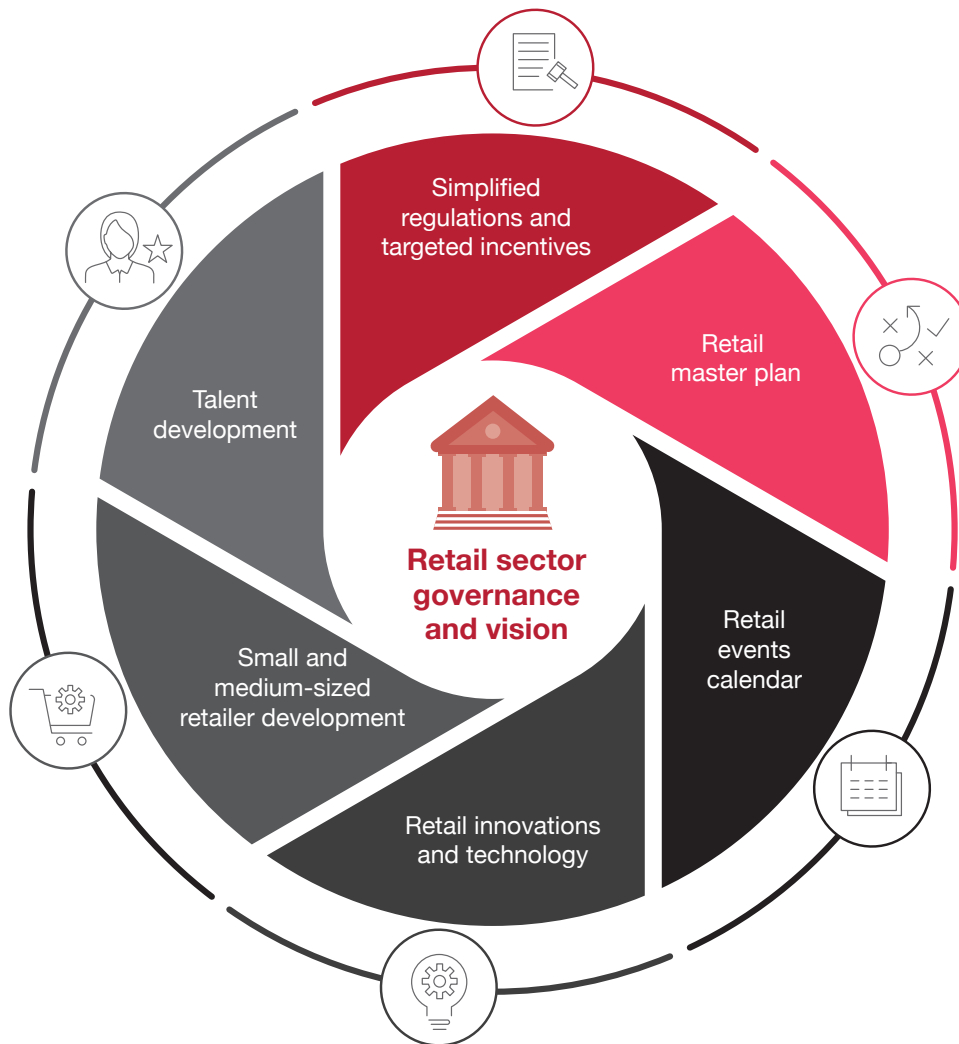 Simplified
regulations and
targeted incentives
Retail
master plan
Talent
development
Retail sector
governance
and vision
Retail
events
calendar
Small and
medium-sized
retailer development
Retail innovations
and technology